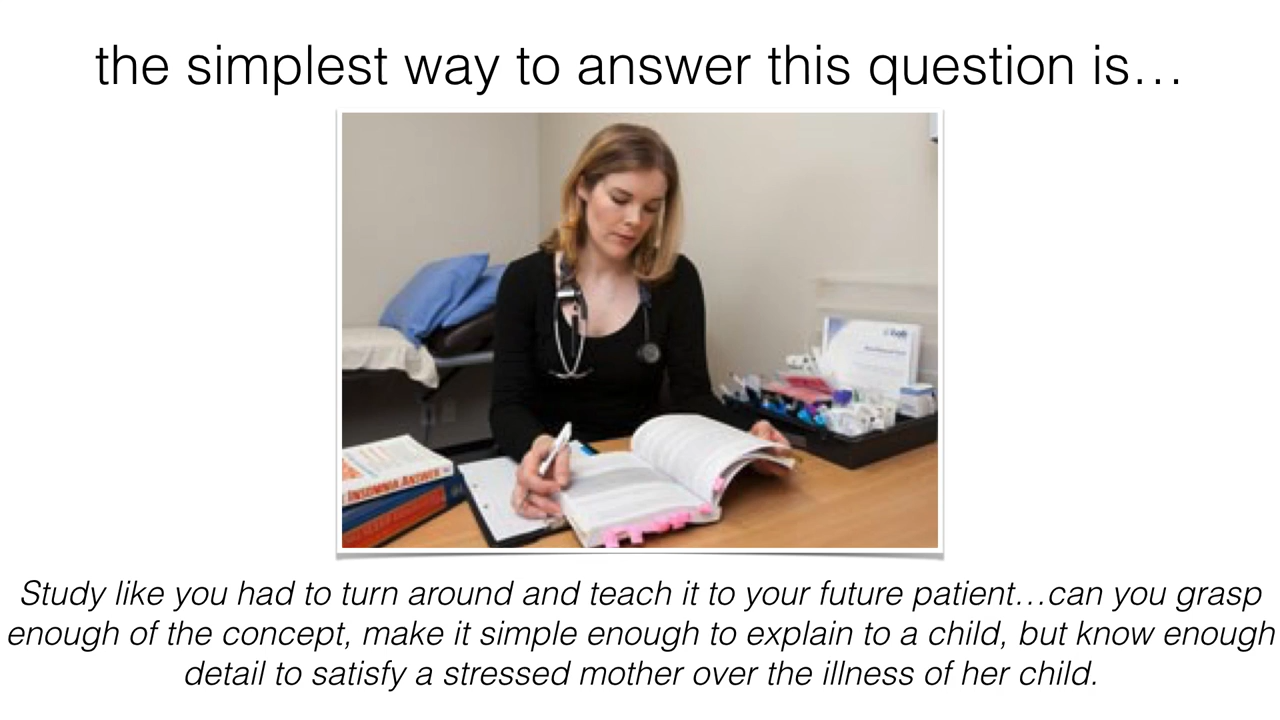 the simplest way to answer this question is…
INSOMNIA ANSWER
Study like you had to turn around and teach it to your future patient…can you grasp
enough of the concept, make it simple enough to explain to a child, but know enough
detail to satisfy a stressed mother over the illness of her child.